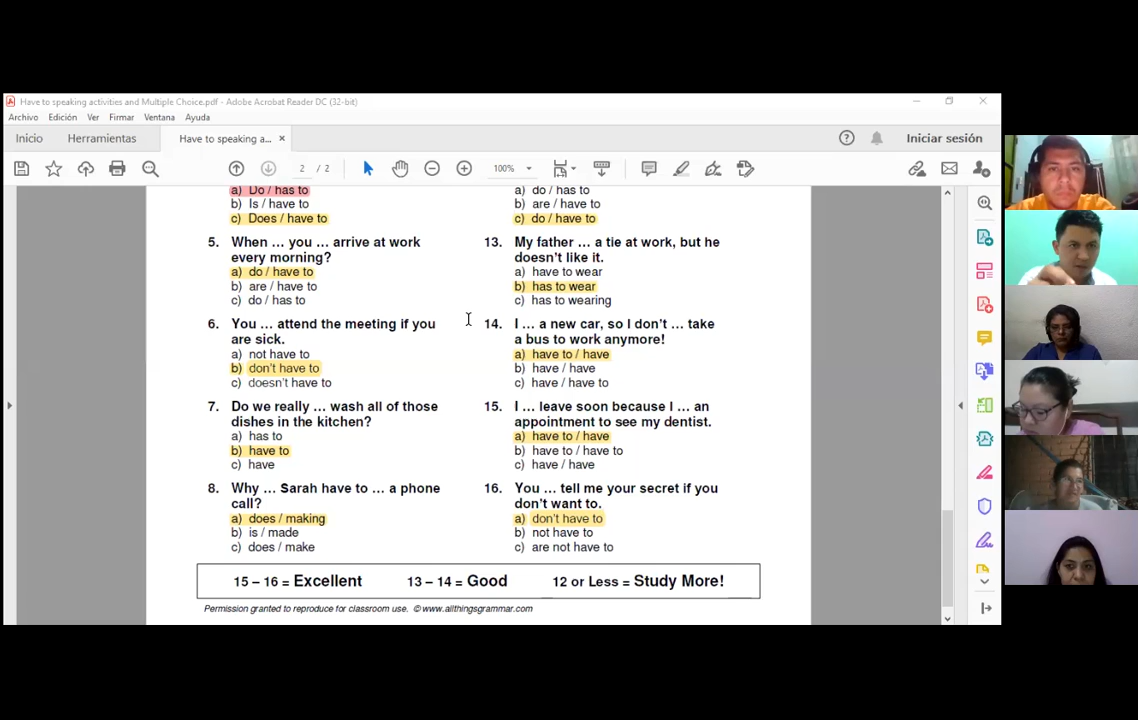 Have to speaking activities and Multiple Choice.pdf - Adobe Acrobat Reader DC (32-bit)
Archivo Edición Ver Firmar Ventana Ayuda
Inicio Herramientas Have to speaking a... × Iniciar sesión
2 / 2 100%
a) Do / has to
b) Is / have to
c) Does / have to
5. When ... you ... arrive at work
every morning?
a) do / have to
b) are / have to
c) do / has to
6. You ... attend the meeting if you
are sick.
a) not have to
b) don't have to
c) doesn't have to
7. Do we really ... wash all of those
dishes in the kitchen?
a) has to
b) have to
c) have
8. Why ... Sarah have to ... a phone
call?
a) does / making
b) is / made
c) does / make
a) do / has to
b) are / have to
c) do / have to
13. My father ... a tie at work, but he
doesn't like it.
a) have to wear
b) has to wear
c) has to wearing
14. I ... a new car, so I don't ... take
a bus to work anymore!
a) have to / have
b) have / have
c) have / have to
15. I ... leave soon because I ... an
appointment to see my dentist.
a) have to / have
b) have to / have to
c) have / have
16. You ... tell me your secret if you
don't want to.
a) don't have to
b) not have to
c) are not have to
15 – 16 = Excellent 13 – 14 = Good 12 or Less = Study More!
Permission granted to reproduce for classroom use. © www.allthingsgrammar.com